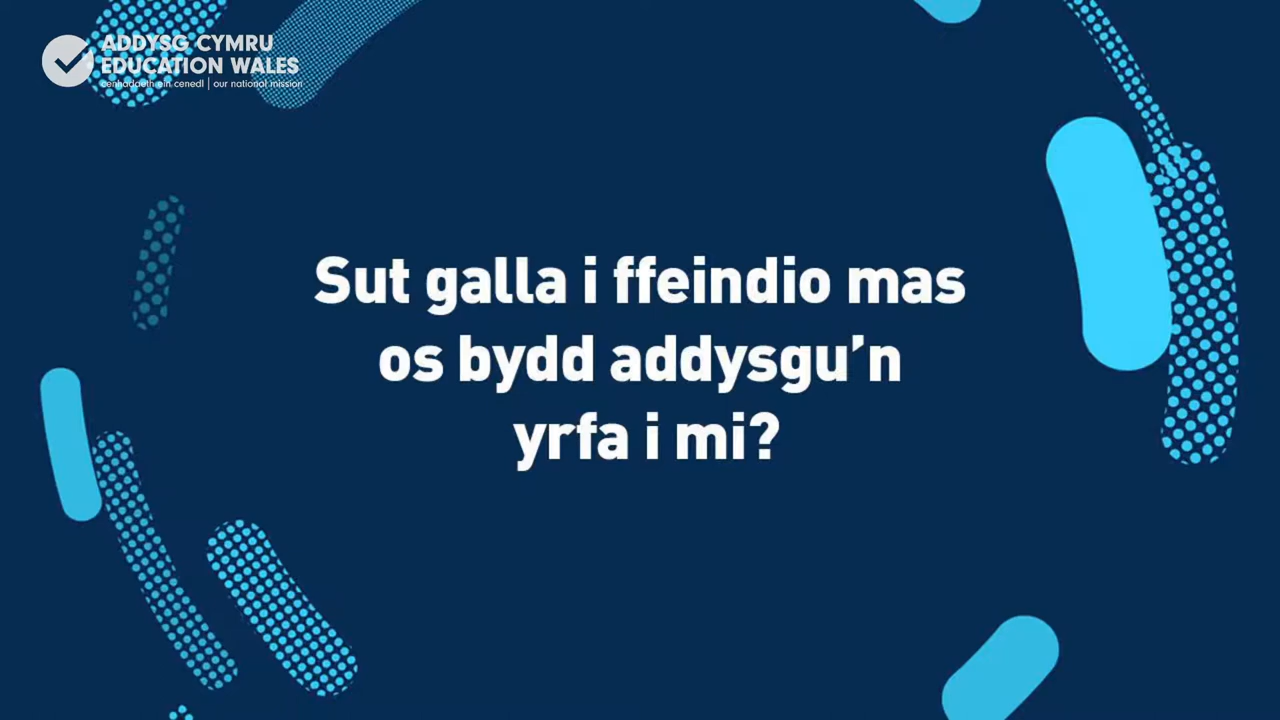 ADDYSG CYMRU
EDUCATION WALES
cenhadaeth ein cenedl | our national mission
Sut galla i ffeindio mas
os bydd addysgu’n
yrfa i mi?